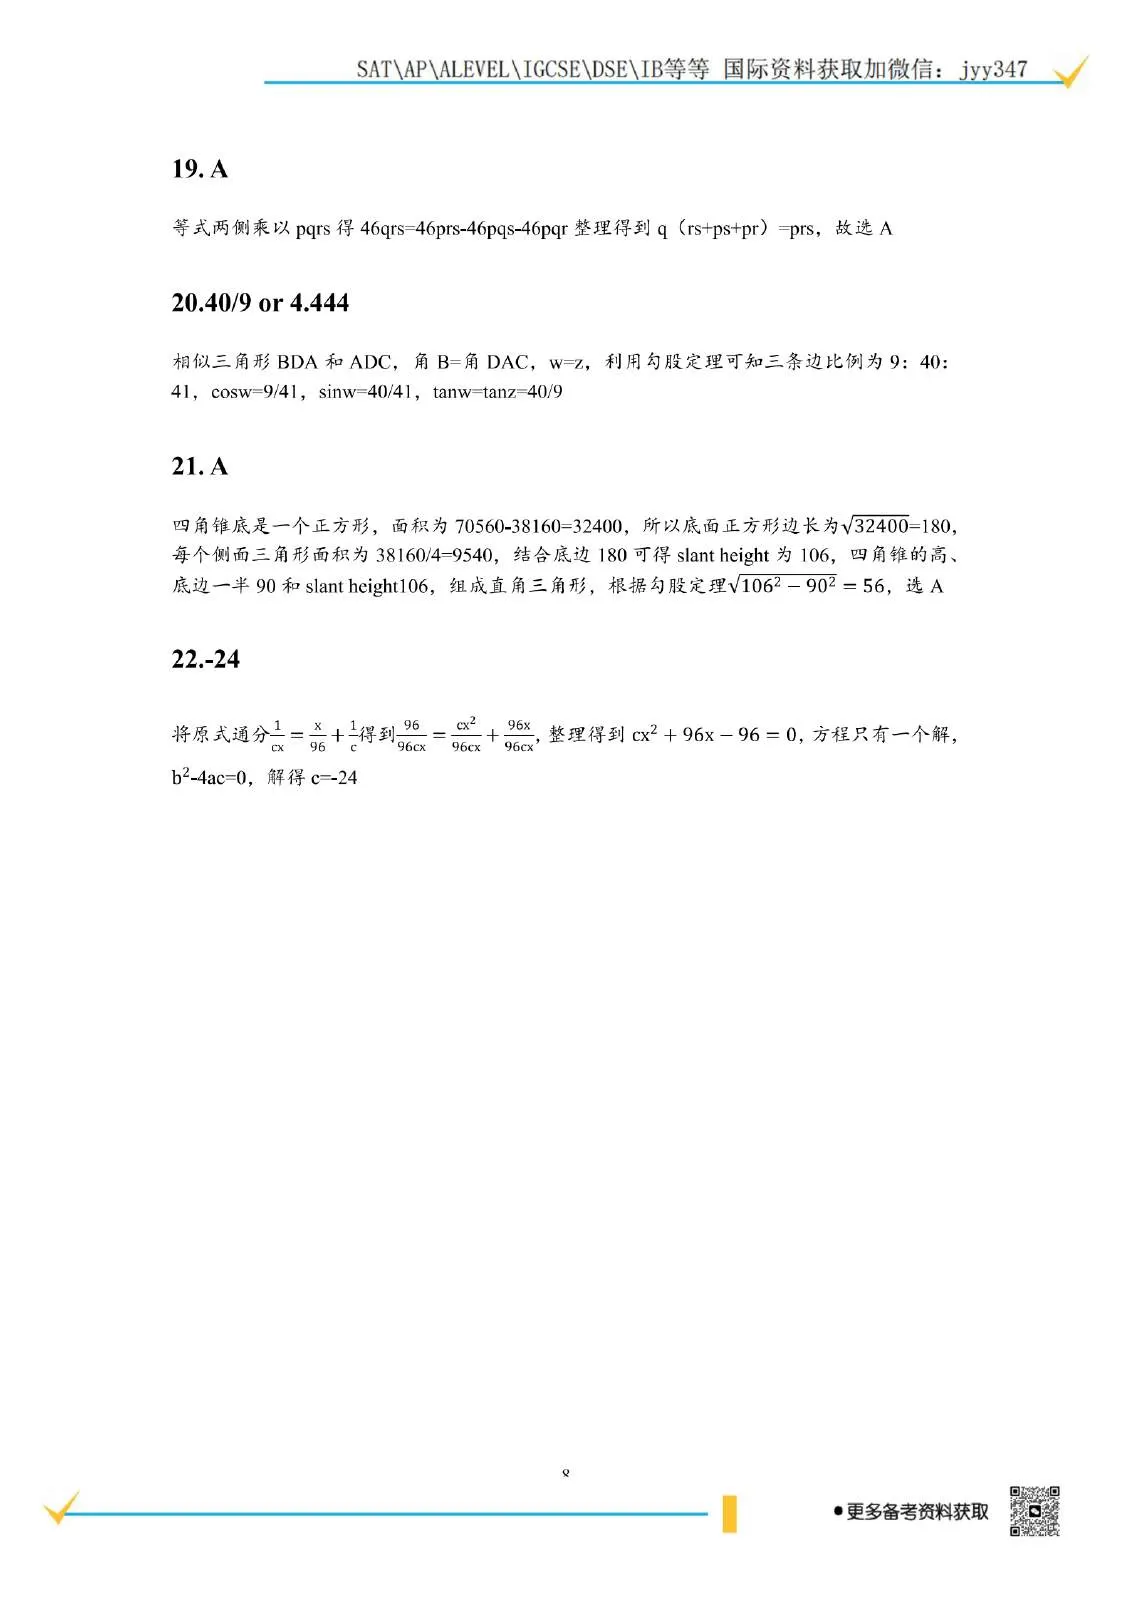 SAT\AP\ALEVEL\IGCSE\DSE\IB等等 国际资料获取加微信：jyy347
19. A
等式两侧乘以 pqrs 得 46qrs=46prs-46pqs-46pqr 整理得到 q（rs+ps+pr）=prs，故选 A
20.40/9 or 4.444
相似三角形 BDA 和 ADC，角 B=角 DAC，w=z，利用勾股定理可知三条边比例为 9：40：
41，cosw=9/41，sinw=40/41，tanw=tanz=40/9
21. A
四角锥底是一个正方形，面积为 70560-38160=32400，所以底面正方形边长为√32400=180，
每个侧面三角形面积为 38160/4=9540，结合底边 180 可得 slant height 为 106，四角锥的高、
底边一半 90 和 slant height106，组成直角三角形，根据勾股定理√106² − 90² = 56，选 A
22.-24
将原式通分 1/cx = x/96 + 1/c 得到 96/96cx = cx²/96cx + 96x/96cx，整理得到 cx² + 96x − 96 = 0，方程只有一个解，
b²-4ac=0，解得 c=-24
8
•更多备考资料获取